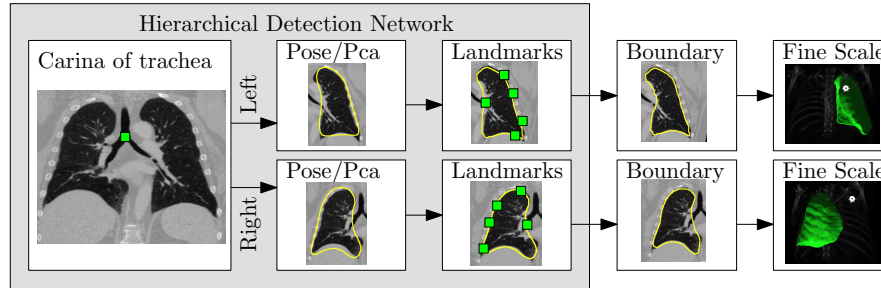 Hierarchical Detection Network
Carina of trachea
Left
Pose/Pca
Landmarks
Boundary
Fine Scale
Right
Pose/Pca
Landmarks
Boundary
Fine Scale